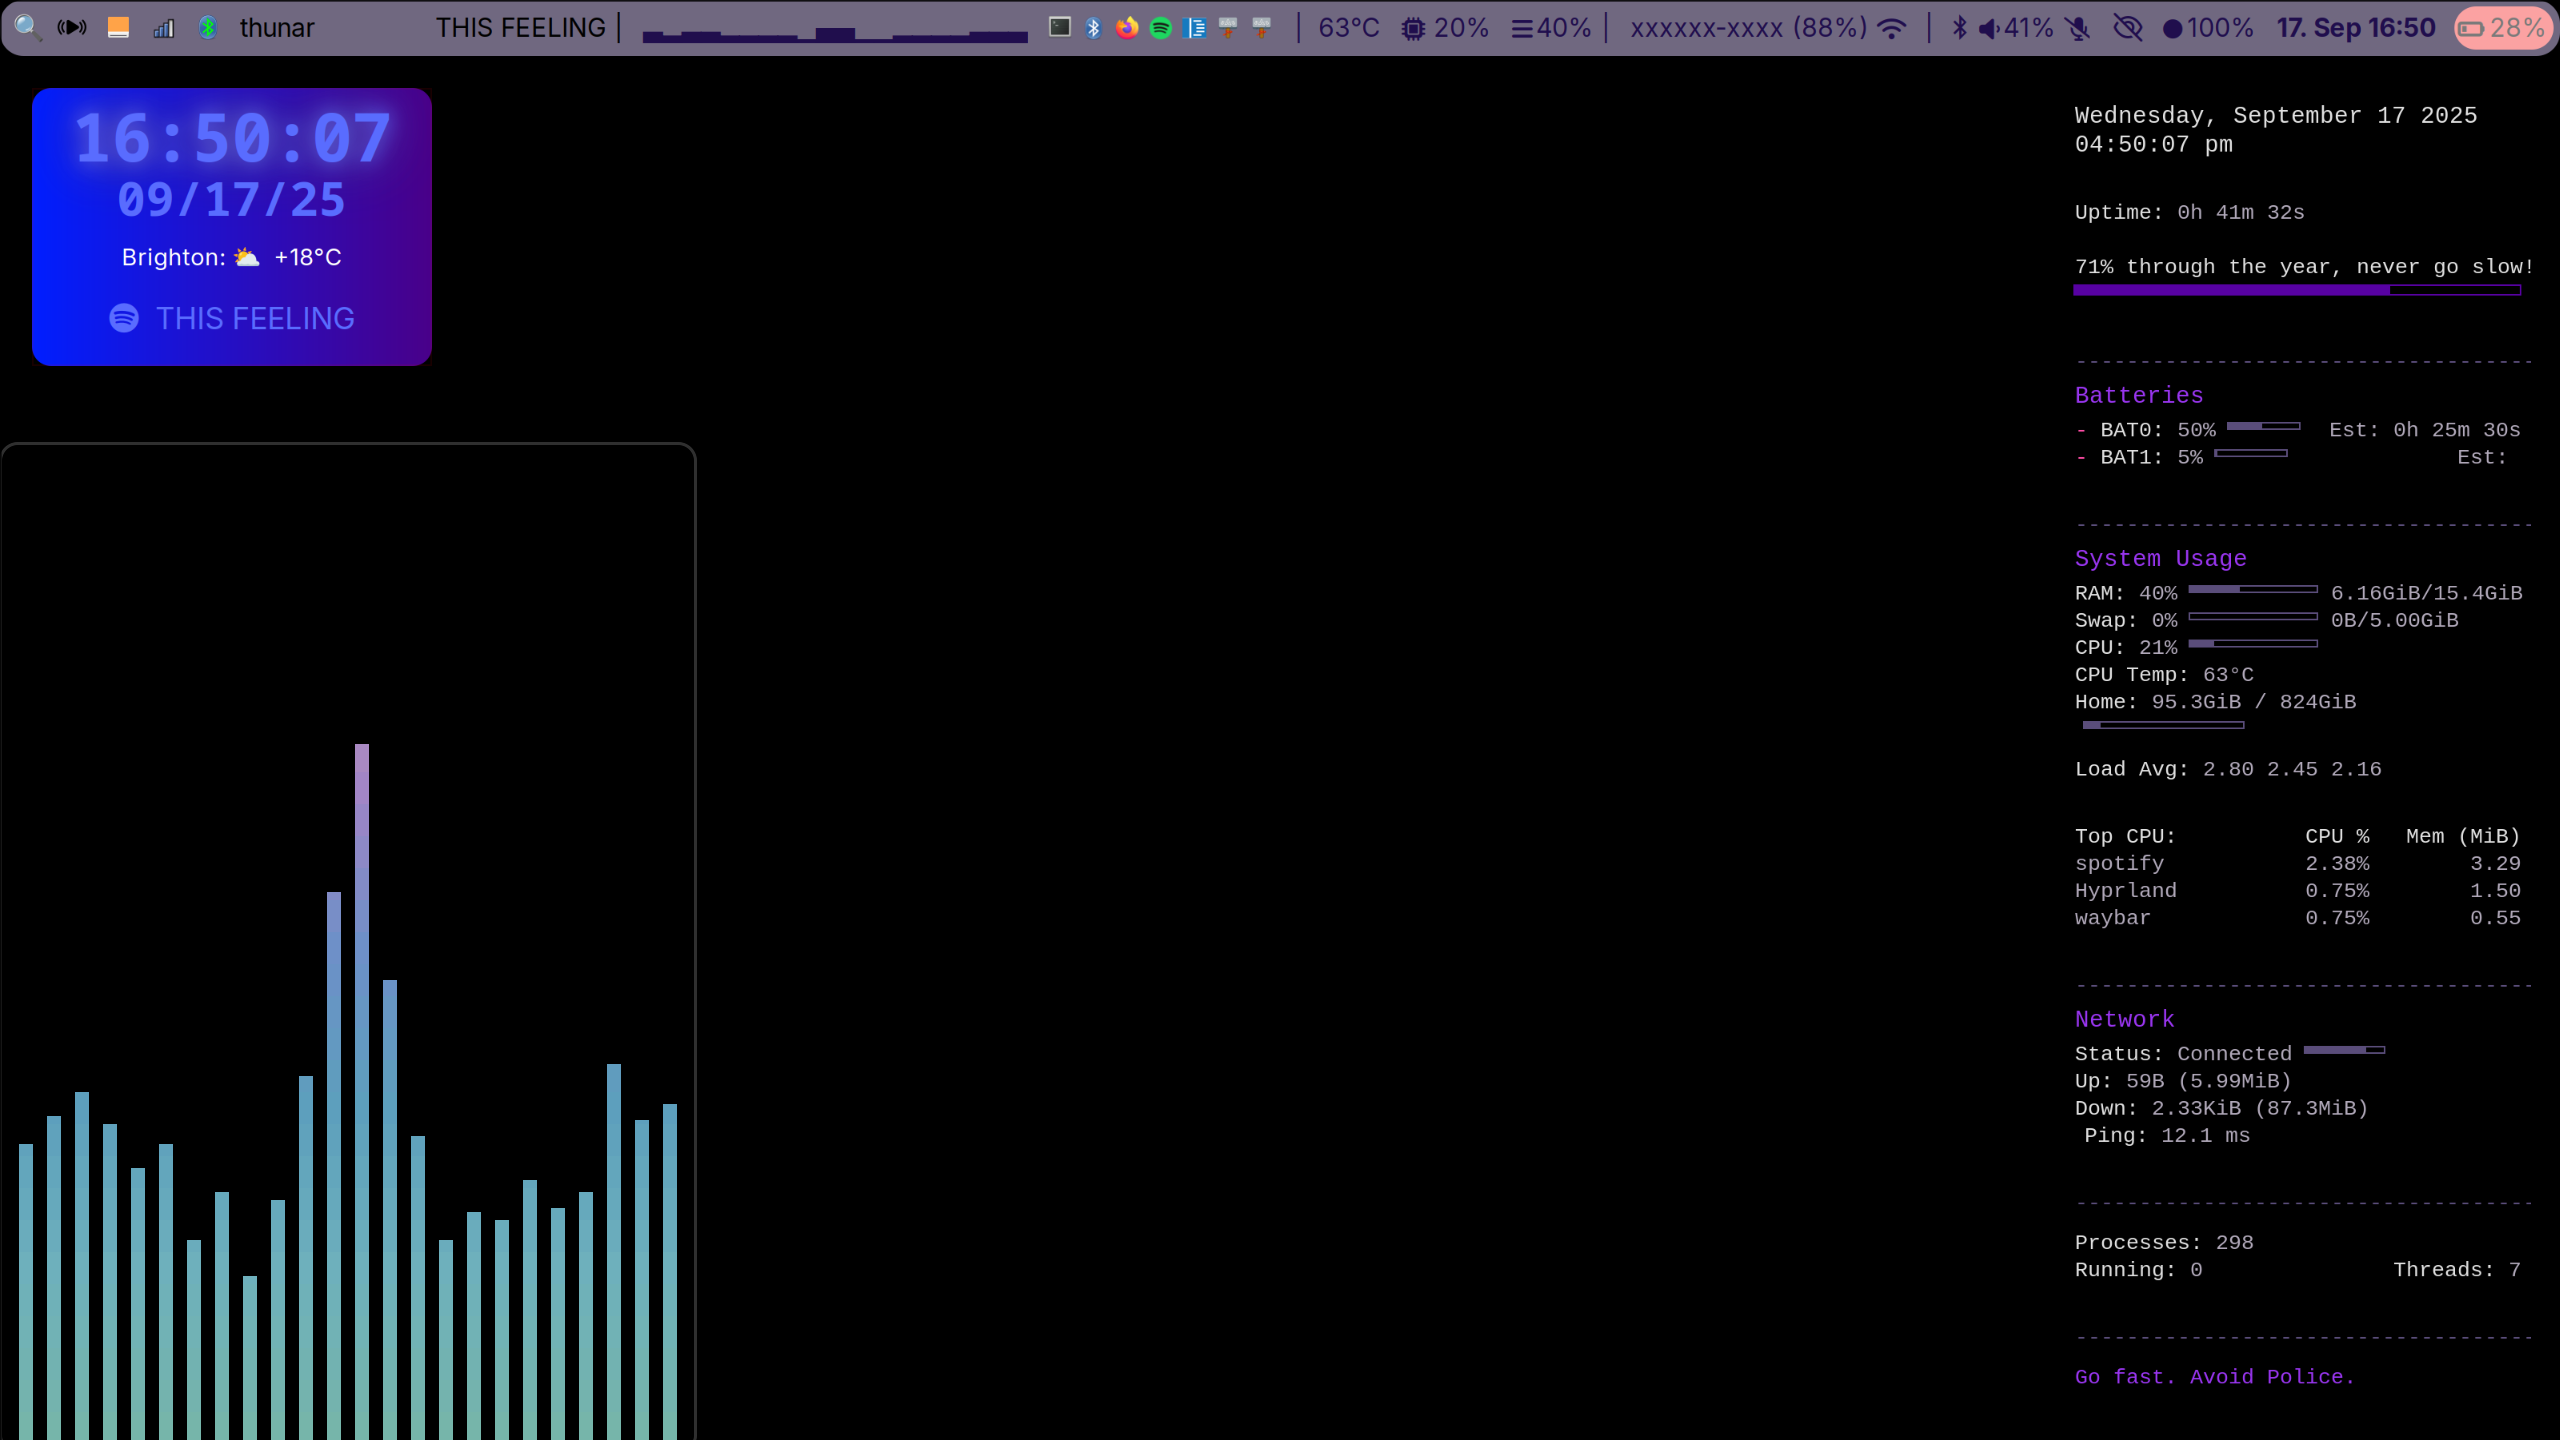 thunar THIS FEELING | 63°C 20% 40% | xxxxxx-xxxx (88%) | 41% 100% 17. Sep 16:50 28%
16:50:07
09/17/25
Brighton: +18°C
THIS FEELING
Wednesday, September 17 2025
04:50:07 pm
Uptime: 0h 41m 32s
71% through the year, never go slow!
Batteries
- BAT0: 50% Est: 0h 25m 30s
- BAT1: 5% Est:
System Usage
RAM: 40% 6.16GiB/15.4GiB
Swap: 0% 0B/5.00GiB
CPU: 21%
CPU Temp: 63°C
Home: 95.3GiB / 824GiB
Load Avg: 2.80 2.45 2.16
Top CPU: CPU % Mem (MiB)
spotify 2.38% 3.29
Hyprland 0.75% 1.50
waybar 0.75% 0.55
Network
Status: Connected
Up: 59B (5.99MiB)
Down: 2.33KiB (87.3MiB)
Ping: 12.1 ms
Processes: 298
Running: 0 Threads: 7
Go fast. Avoid Police.